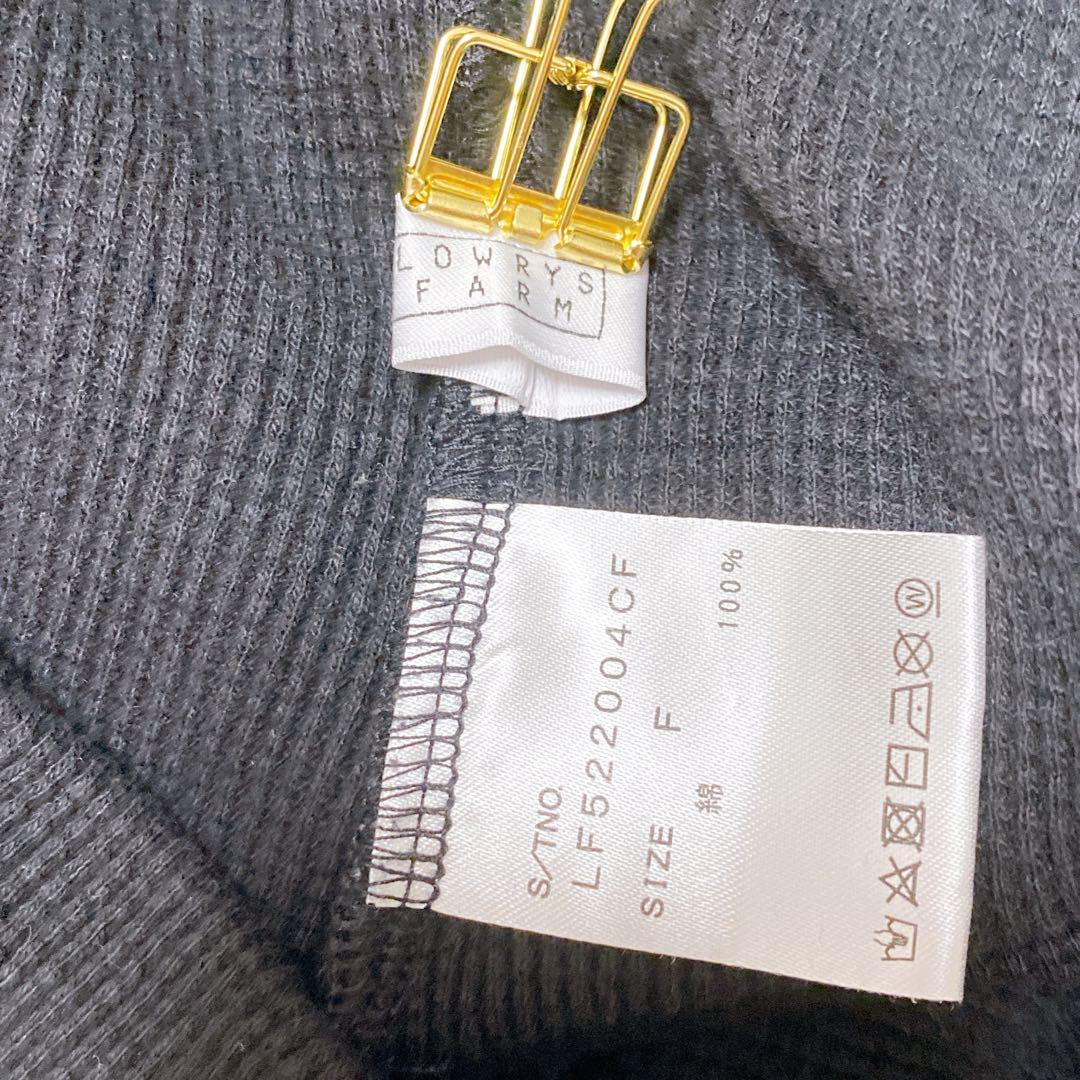 LOWRYS
FARM
S/TNO.
LF522004CF
SIZE F
綿 100%
W